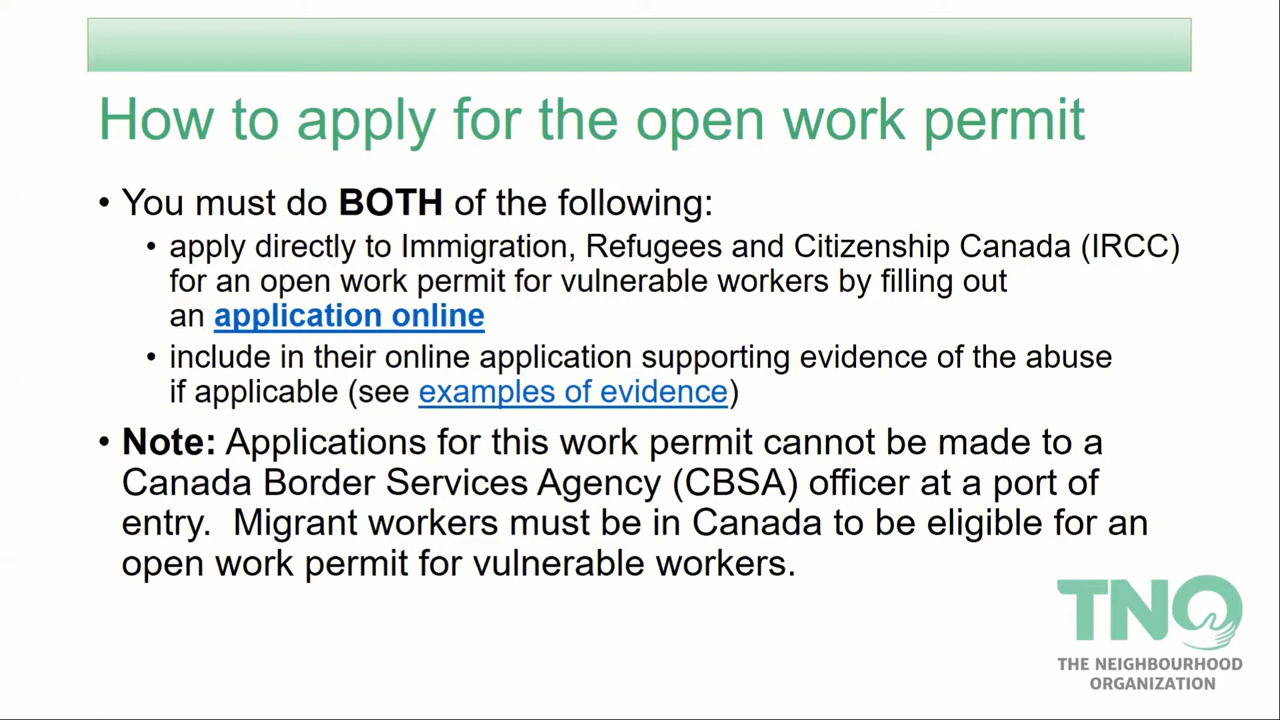 How to apply for the open work permit
• You must do BOTH of the following:
• apply directly to Immigration, Refugees and Citizenship Canada (IRCC)
for an open work permit for vulnerable workers by filling out
an application online
• include in their online application supporting evidence of the abuse
if applicable (see examples of evidence)
• Note: Applications for this work permit cannot be made to a
Canada Border Services Agency (CBSA) officer at a port of
entry.  Migrant workers must be in Canada to be eligible for an
open work permit for vulnerable workers.
TNO
THE NEIGHBOURHOOD
ORGANIZATION